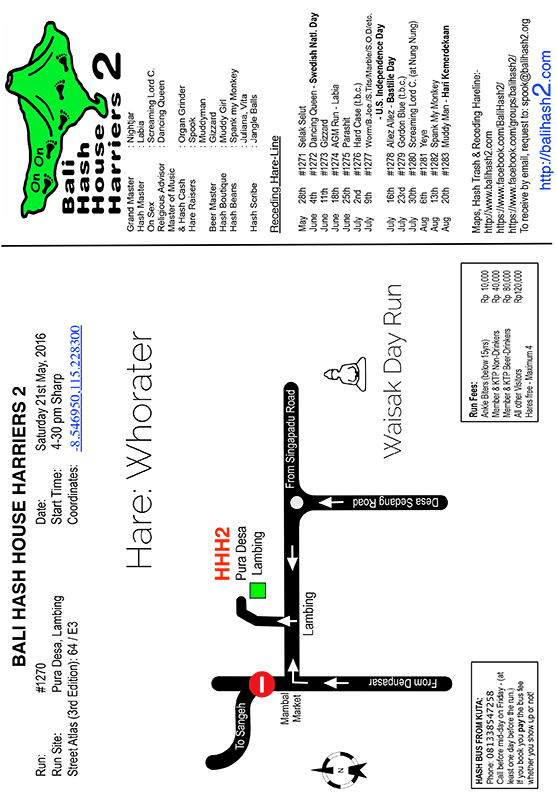 BALI HASH HOUSE HARRIERS 2
Run: #1270
Run Site: Pura Desa, Lambing
Street Atlas (3rd Edition): 64 / E3
Date: Saturday 21st May, 2016
Start Time: 4-30 pm Sharp
Coordinates: -8.546950,115.228300
Hare: Whorater
HHH2
Pura Desa
Lambing
To Sangeh
Mambal
Market
Lambing
From Singapadu Road
From Denpasar
Desa Sedang Road
N
Waisak Day Run
HASH BUS FROM KUTA:
Phone: 081338547258
Call before mid-day on Friday - (at
least one day before the run.)
If you book you pay the bus fee
whether you show up or not!
Run Fees:
Ankle Biters (below 15yrs) Rp 10,000
Member & KTP Non-Drinkers Rp 40,000
Member & KTP Beer-Drinkers Rp 80,000
All other Visitors Rp120,000
Hares free - Maximum 4
On On
Bali
Hash
House
Harriers 2
Grand Master : Nightjar
Hash Master : Labia
On Sec : Screaming Lord C.
Religious Advisor : Dancing Queen
Master of Music
& Hash Cash : Organ Grinder
Hare Raisers : Spook
: Muddyman
Beer Master : Gizzard
Hash Boutique : Muddy Girl
Hash Beans : Spank my Monkey
: Juliana, Vita
Hash Scribe : Jangle Balls
Receding Hare-Line
May 28th #1271 Selak Selut
June 4th #1272 Dancing Queen - Swedish Natl. Day
June 11th #1273 Gizzard
June 18th #1274 AGM Run - Labia
June 25th #1275 Parashit
July 2nd #1276 Hard Case (t.b.c.)
July 9th #1277 Worm/B.Joe/S.Tits/Marble/S.O.D/etc.
- U.S. Independence Day
July 16th #1278 Aliez Aliez - Bastille Day
July 23rd #1279 Gordon Blue (t.b.c.)
July 30th #1280 Screaming Lord C. (at Nung Nung)
Aug 6th #1281 Yeye
Aug 13th #1282 Spank My Monkey
Aug 20th #1283 Muddy Man - Hari Kemerdekaan
Maps, Hash Trash & Receding Hareline:-
http://www.balihash2.com
https://www.facebook.com/BaliHash2/
https://www.facebook.com/groups/balihash2/
To receive by email, request to: spook@balihash2.org
http://balihash2.com